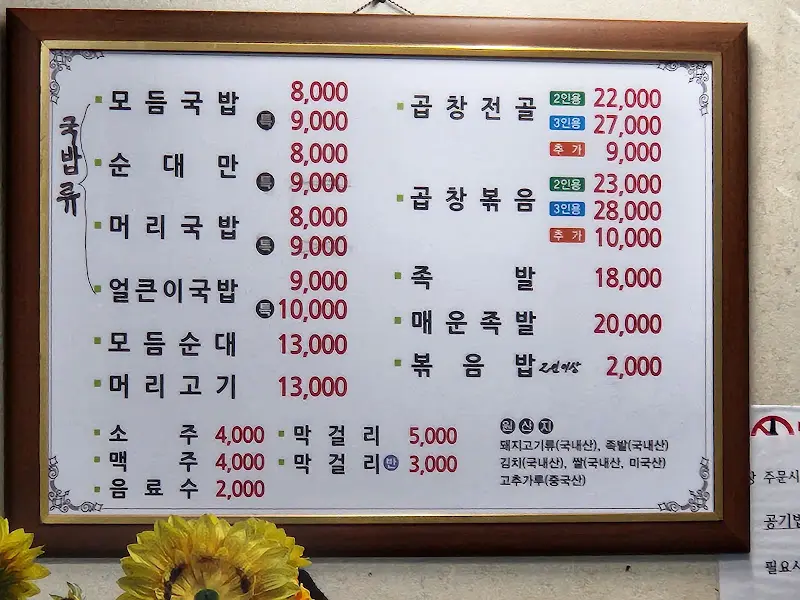 국밥류
모듬국밥 8,000
특 9,000
순대만 8,000
특 9,000
머리국밥 8,000
특 9,000
얼큰이국밥 9,000
특 10,000
모듬순대 13,000
머리고기 13,000
곱창전골 2인용 22,000
3인용 27,000
추가 9,000
곱창볶음 2인용 23,000
3인용 28,000
추가 10,000
족발 18,000
매운족발 20,000
볶음밥 2인이상 2,000
소주 4,000
맥주 4,000
음료수 2,000
막걸리 5,000
막걸리 반 3,000
원산지
돼지고기류(국내산), 족발(국내산)
김치(국내산), 쌀(국내산, 미국산)
고추가루(중국산)
주문시
공기밥
필요시